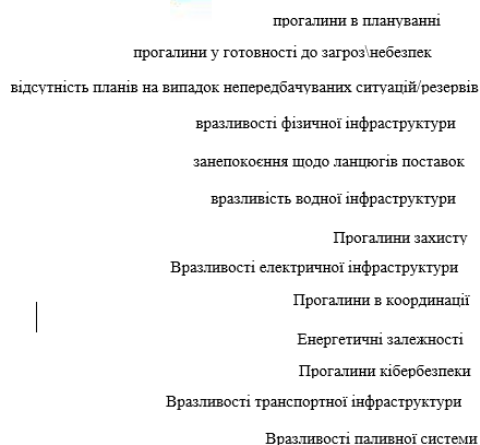 прогалини в плануванні
прогалини у готовності до загроз\небезпек
відсутність планів на випадок непередбачуваних ситуацій/резервів
вразливості фізичної інфраструктури
занепокоєння щодо ланцюгів поставок
вразливість водної інфраструктури
Прогалини захисту
Вразливості електричної інфраструктури
Прогалини в координації
Енергетичні залежності
Прогалини кібербезпеки
Вразливості транспортної інфраструктури
Вразливості паливної системи